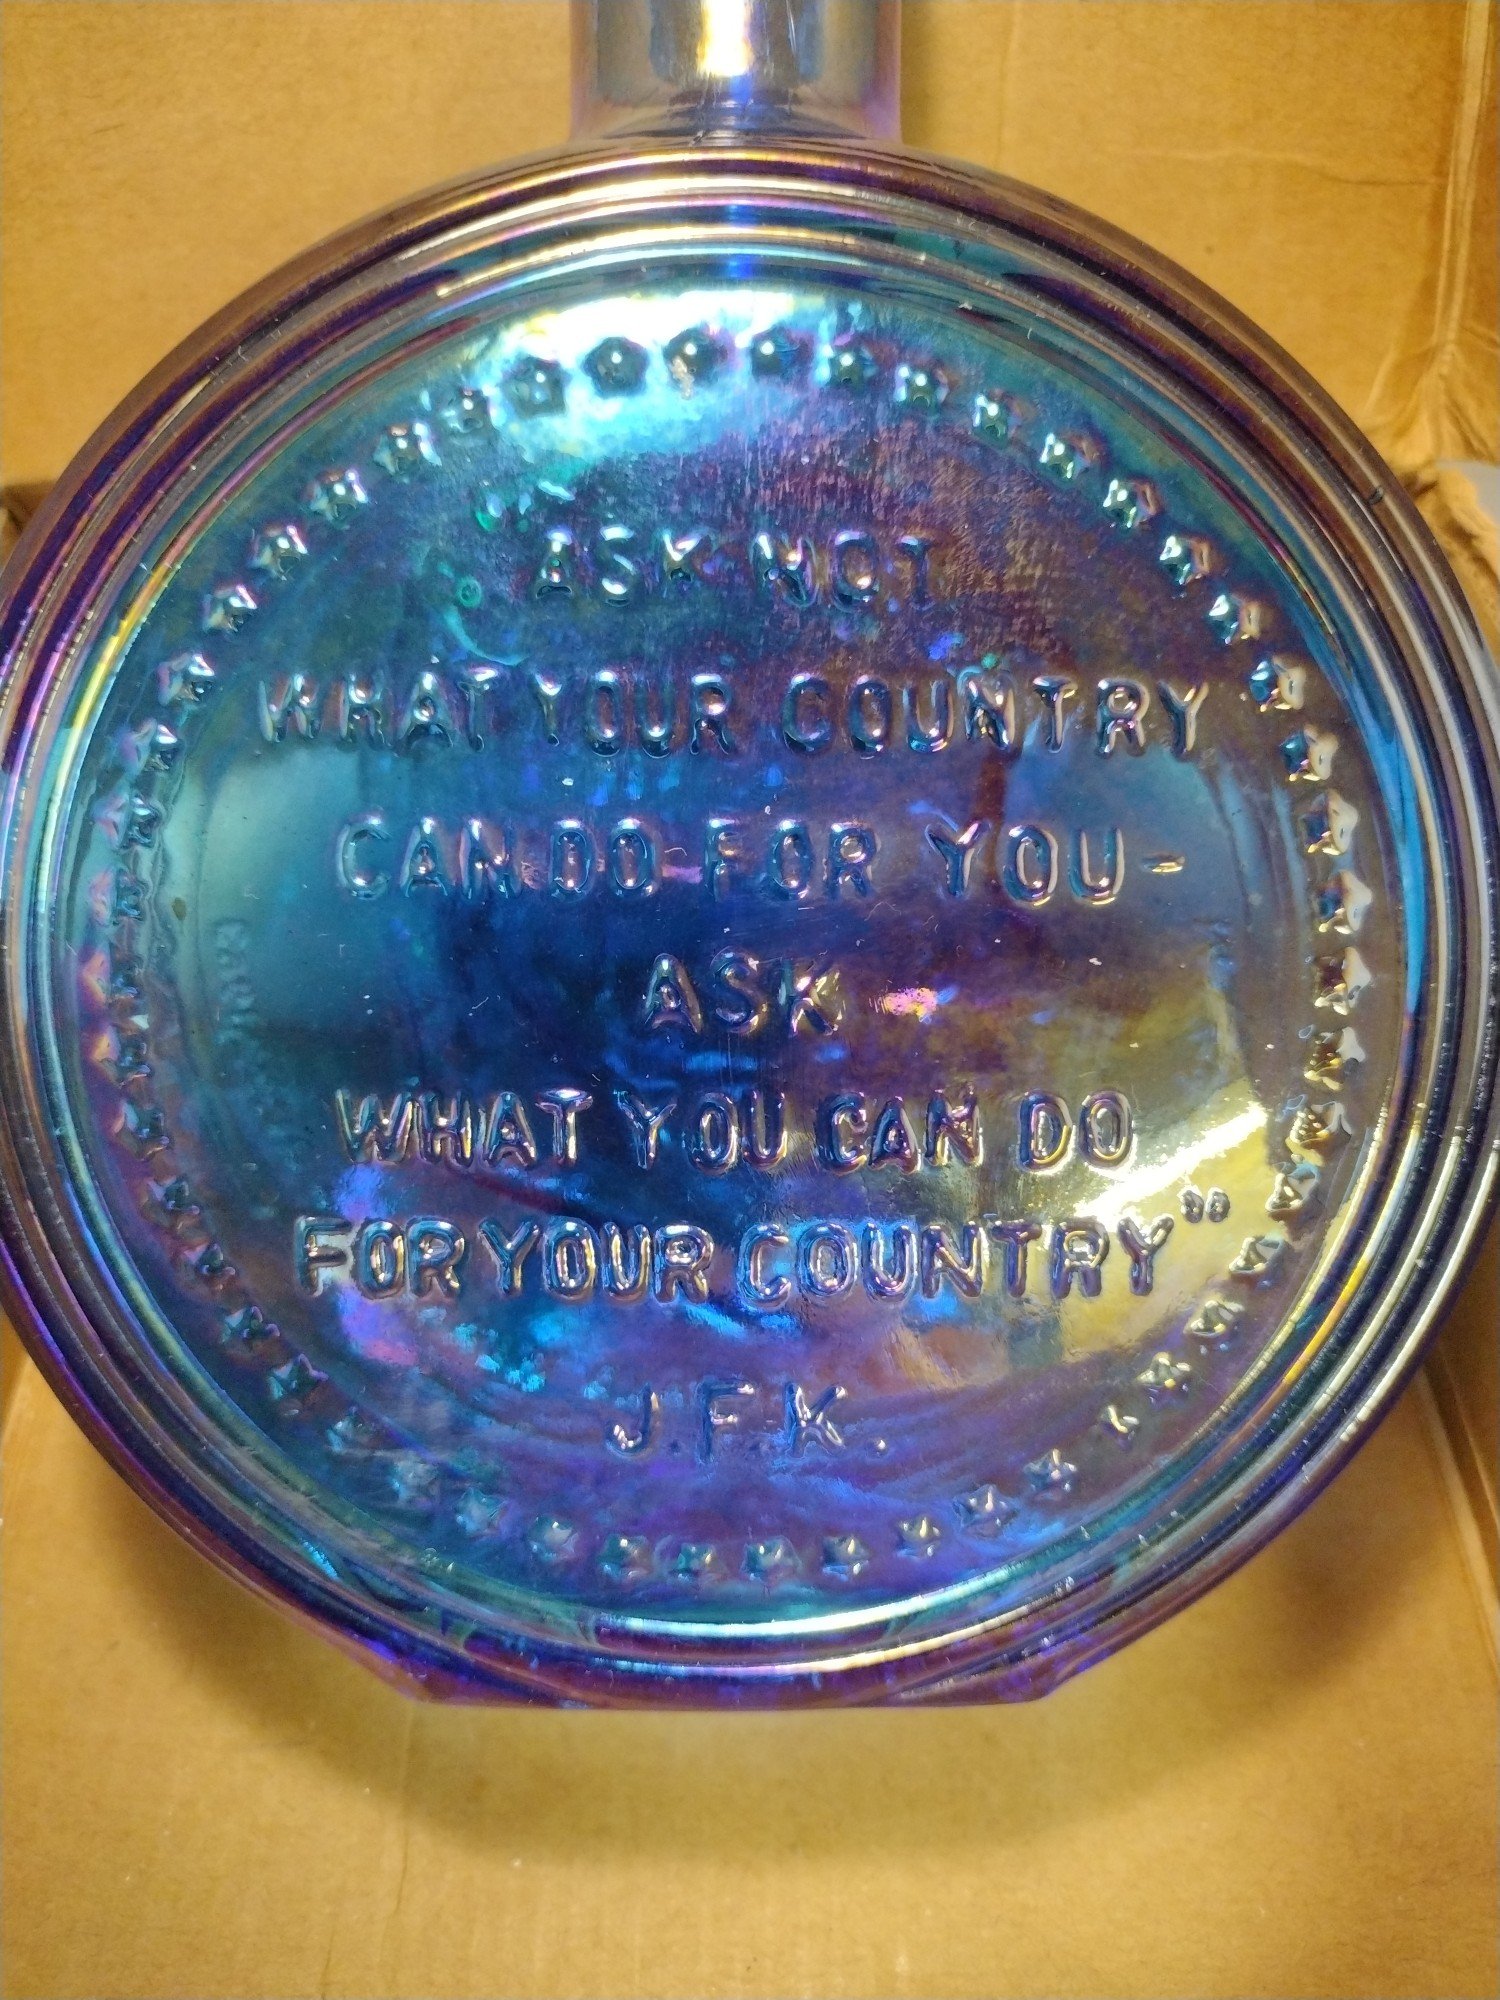 ASK NOT
WHAT YOUR COUNTRY
CAN DO FOR YOU-
ASK
WHAT YOU CAN DO
FOR YOUR COUNTRY"
J.F.K.